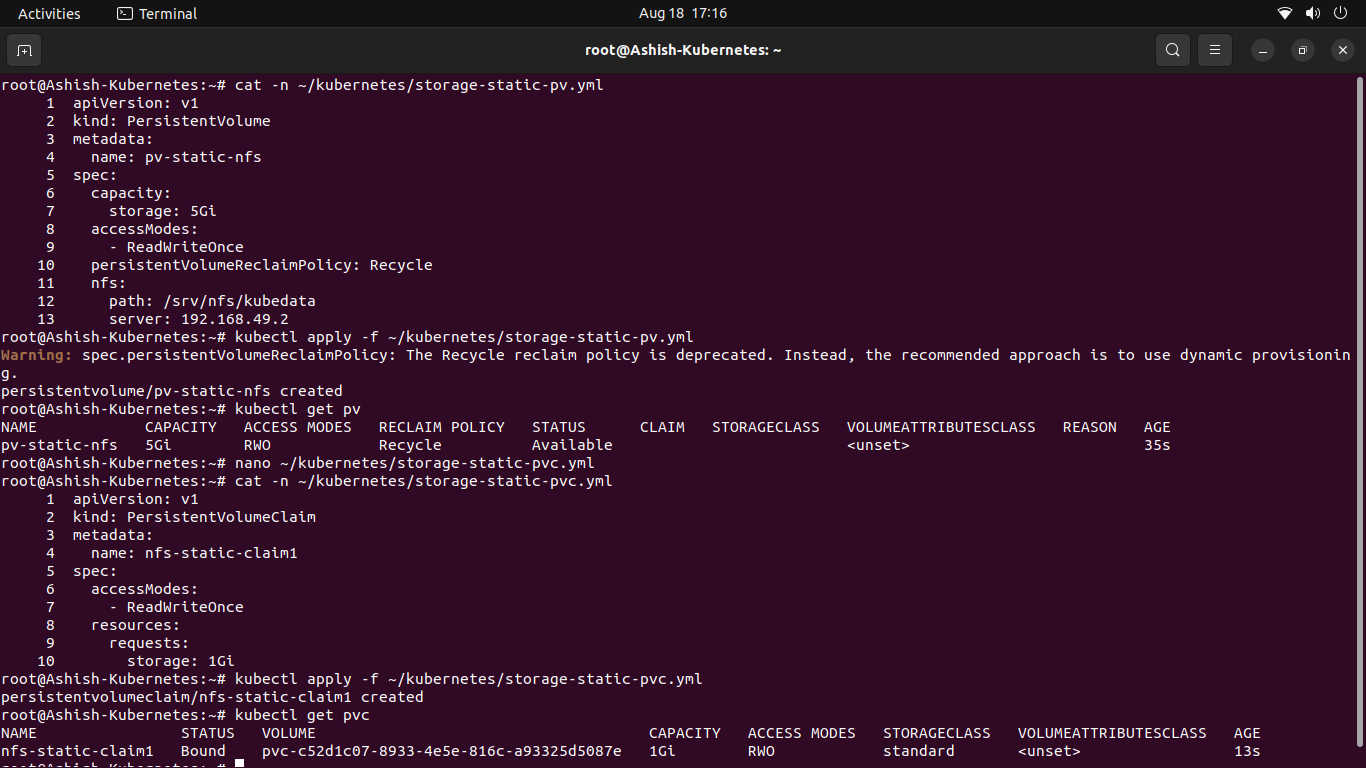 Activities Terminal Aug 18 17:16
root@Ashish-Kubernetes: ~
root@Ashish-Kubernetes:~# cat -n ~/kubernetes/storage-static-pv.yml
     1  apiVersion: v1
     2  kind: PersistentVolume
     3  metadata:
     4    name: pv-static-nfs
     5  spec:
     6    capacity:
     7      storage: 5Gi
     8    accessModes:
     9      - ReadWriteOnce
    10    persistentVolumeReclaimPolicy: Recycle
    11    nfs:
    12      path: /srv/nfs/kubedata
    13      server: 192.168.49.2
root@Ashish-Kubernetes:~# kubectl apply -f ~/kubernetes/storage-static-pv.yml
Warning: spec.persistentVolumeReclaimPolicy: The Recycle reclaim policy is deprecated. Instead, the recommended approach is to use dynamic provisionin
g.
persistentvolume/pv-static-nfs created
root@Ashish-Kubernetes:~# kubectl get pv
NAME            CAPACITY   ACCESS MODES   RECLAIM POLICY   STATUS      CLAIM   STORAGECLASS   VOLUMEATTRIBUTESCLASS   REASON   AGE
pv-static-nfs   5Gi        RWO            Recycle          Available                          <unset>                          35s
root@Ashish-Kubernetes:~# nano ~/kubernetes/storage-static-pvc.yml
root@Ashish-Kubernetes:~# cat -n ~/kubernetes/storage-static-pvc.yml
     1  apiVersion: v1
     2  kind: PersistentVolumeClaim
     3  metadata:
     4    name: nfs-static-claim1
     5  spec:
     6    accessModes:
     7      - ReadWriteOnce
     8    resources:
     9      requests:
    10        storage: 1Gi
root@Ashish-Kubernetes:~# kubectl apply -f ~/kubernetes/storage-static-pvc.yml
persistentvolumeclaim/nfs-static-claim1 created
root@Ashish-Kubernetes:~# kubectl get pvc
NAME                STATUS   VOLUME                                     CAPACITY   ACCESS MODES   STORAGECLASS   VOLUMEATTRIBUTESCLASS   AGE
nfs-static-claim1   Bound    pvc-c52d1c07-8933-4e5e-816c-a93325d5087e   1Gi        RWO            standard       <unset>                 13s
root@Ashish-Kubernetes:~#